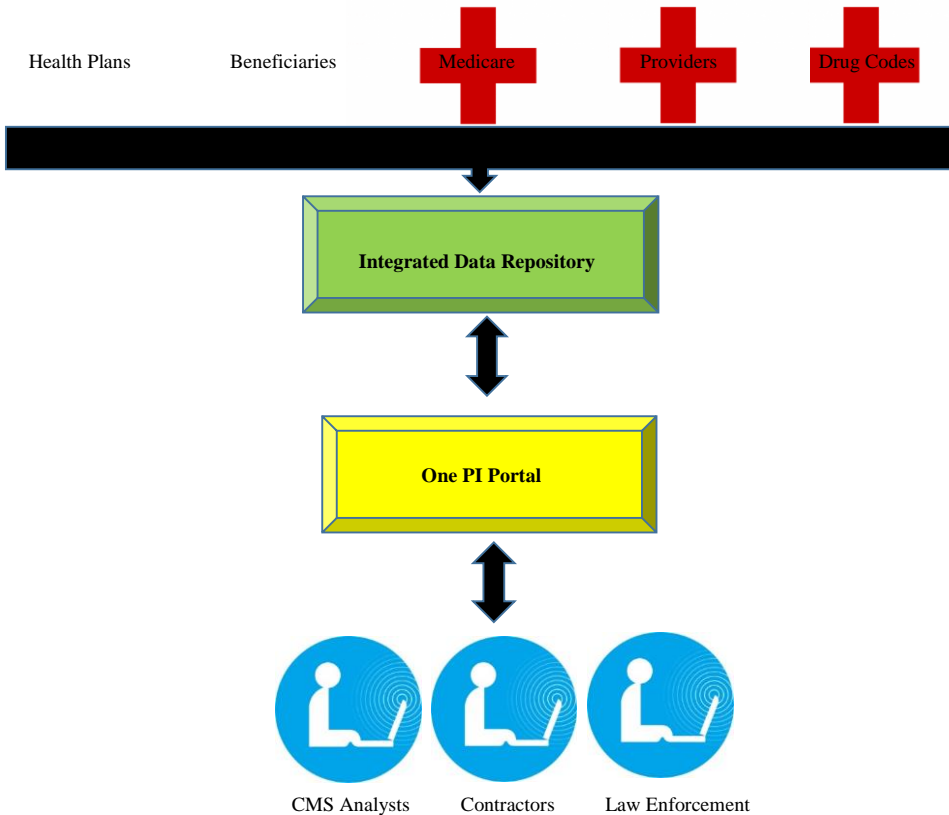 Health Plans
Beneficiaries
Medicare
Providers
Drug Codes
Integrated Data Repository
One PI Portal
CMS Analysts
Contractors
Law Enforcement